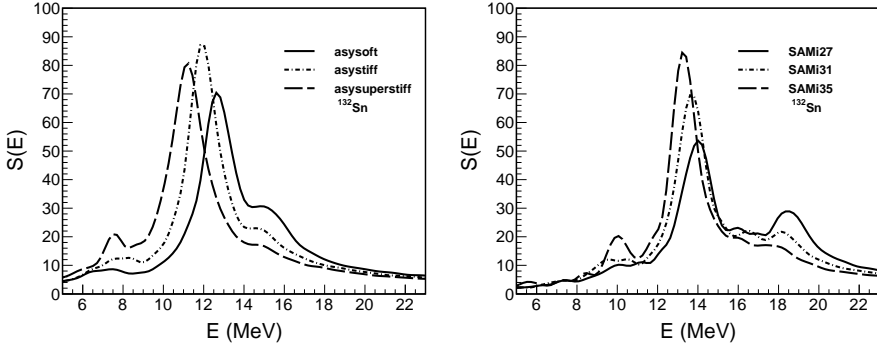 100
90
80
70
60
50
40
30
20
10
0
S(E)
6 8 10 12 14 16 18 20 22
E (MeV)
asysoft
asystiff
asysuperstiff
¹³²Sn
100
90
80
70
60
50
40
30
20
10
0
S(E)
6 8 10 12 14 16 18 20 22
E (MeV)
SAMi27
SAMi31
SAMi35
¹³²Sn